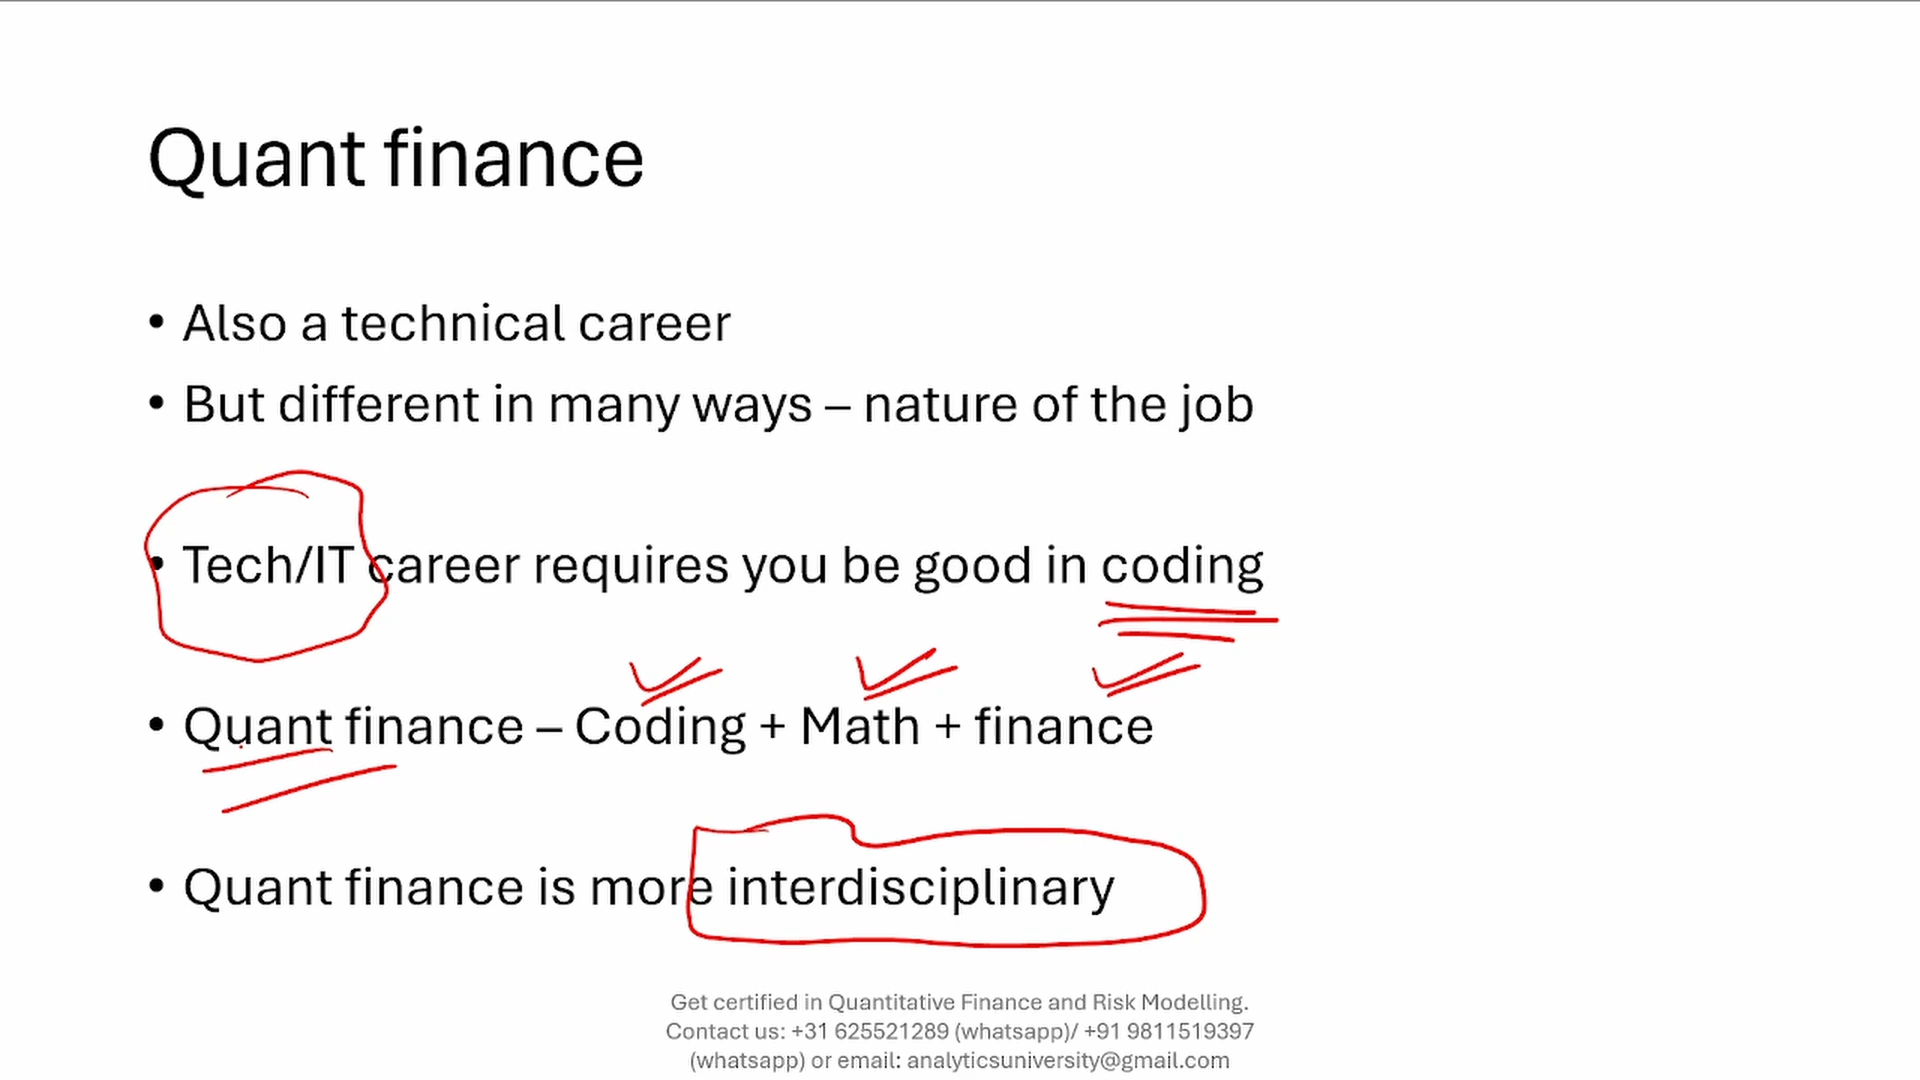 Quant finance
• Also a technical career
• But different in many ways – nature of the job
• Tech/IT career requires you be good in coding
• Quant finance – Coding + Math + finance
• Quant finance is more interdisciplinary
Get certified in Quantitative Finance and Risk Modelling.
Contact us: +31 625521289 (whatsapp)/ +91 9811519397
(whatsapp) or email: analyticsuniversity@gmail.com